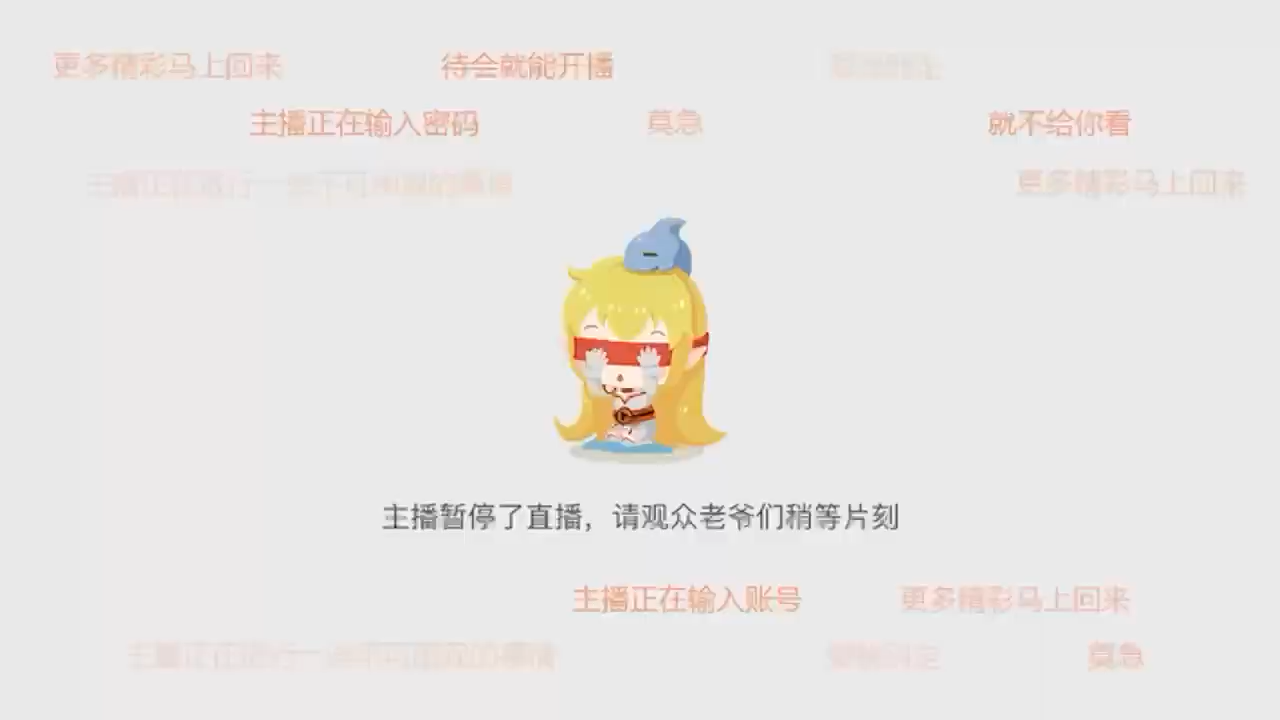 更多精彩马上回来 待会就能开播
主播正在输入密码 莫急 就不给你看
更多精彩马上回来
主播暂停了直播，请观众老爷们稍等片刻
主播正在输入账号 更多精彩马上回来
莫急